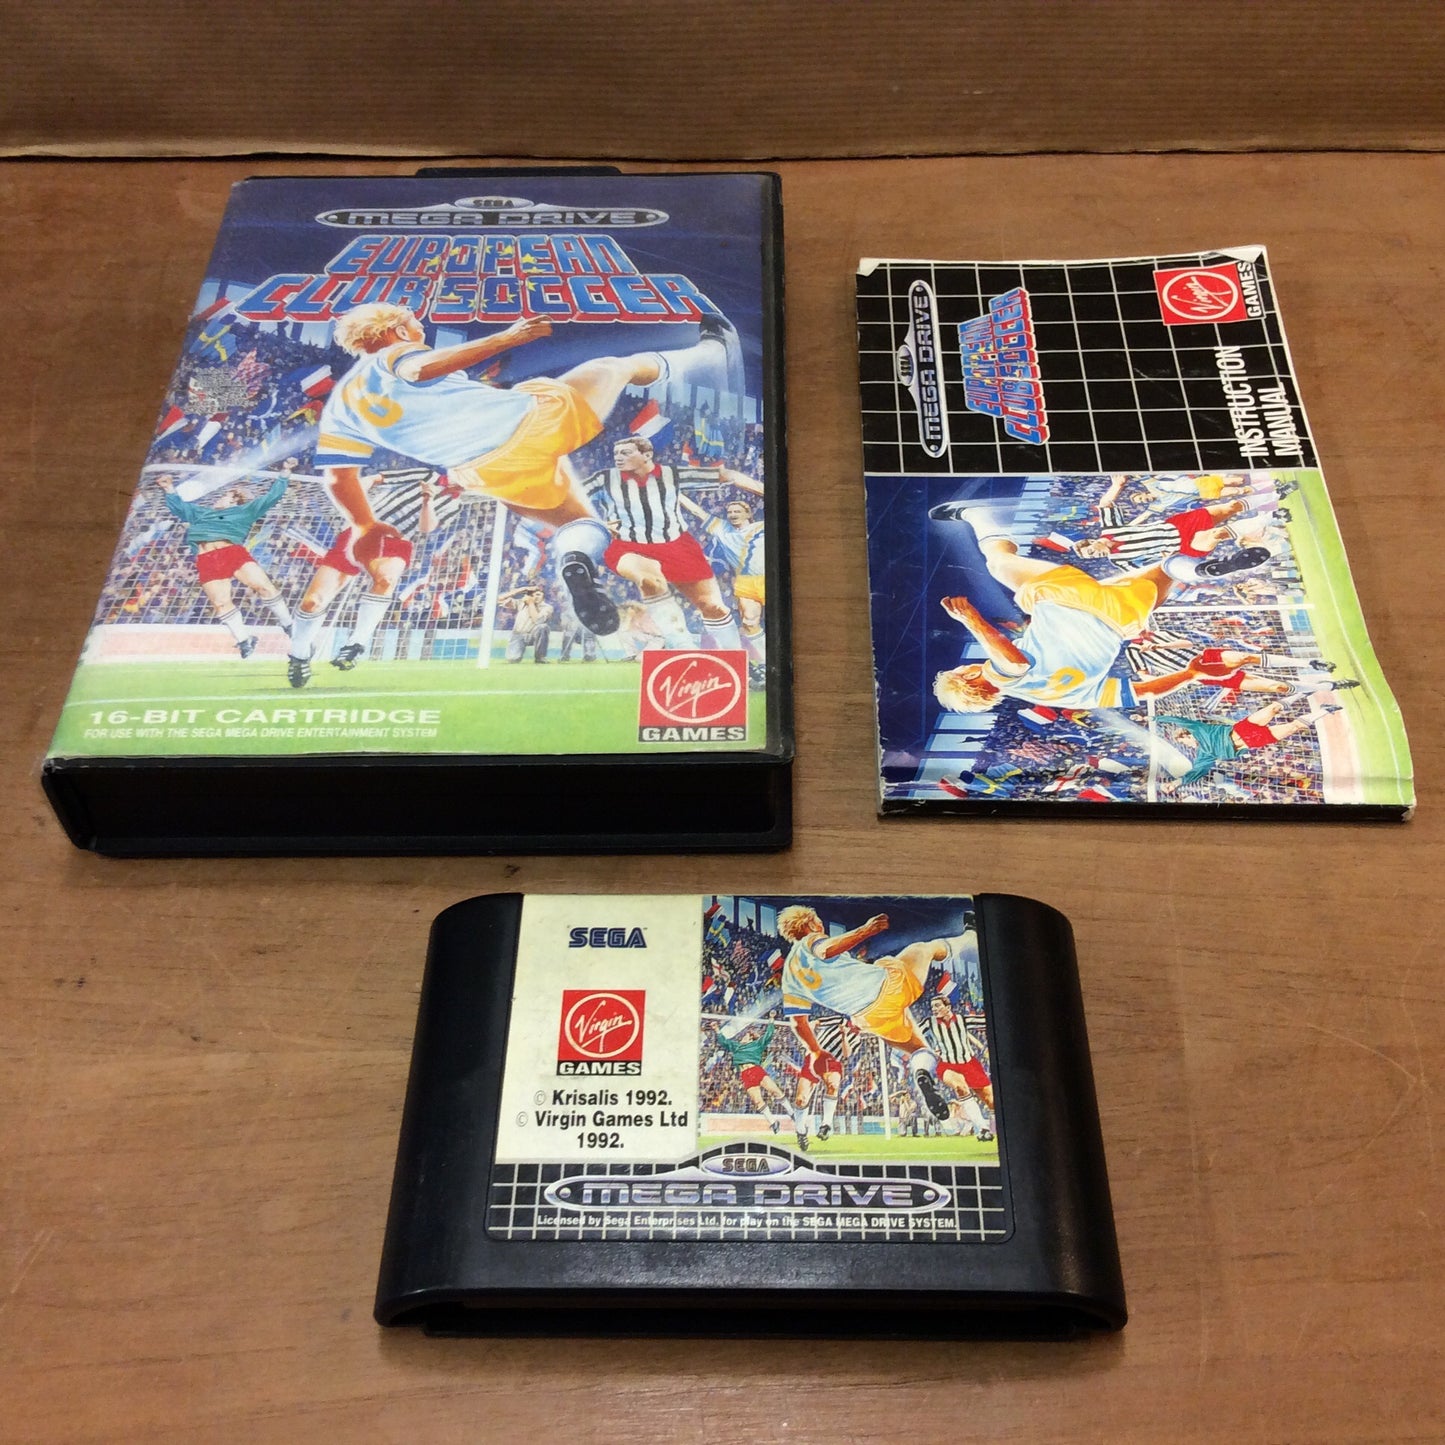 SEGA
MEGA DRIVE
EUROPEAN
CLUB SOCCER
16-BIT CARTRIDGE
FOR USE WITH THE SEGA MEGA DRIVE ENTERTAINMENT SYSTEM
Virgin
GAMES
SEGA
MEGA DRIVE
EUROPEAN
CLUB SOCCER
Virgin
GAMES
INSTRUCTION
MANUAL
SEGA
Virgin
GAMES
© Krisalis 1992.
© Virgin Games Ltd
1992.
SEGA
MEGA DRIVE
Licensed by Sega Enterprises Ltd. for play on the SEGA MEGA DRIVE SYSTEM.